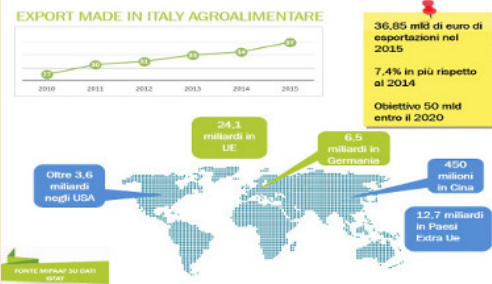 EXPORT MADE IN ITALY AGROALIMENTARE
27
30
31
33
34
37
2010
2011
2012
2013
2014
2015
36,85 mld di euro di
esportazioni nel
2015
7,4% in più rispetto
al 2014
Obiettivo 50 mld
entro il 2020
24,1
miliardi in
UE
6,5
miliardi in
Germania
Oltre 3,6
miliardi
negli USA
450
milioni
in Cina
12,7 miliardi
in Paesi
Extra Ue
FONTE MIPAAF SU DATI
ISTAT